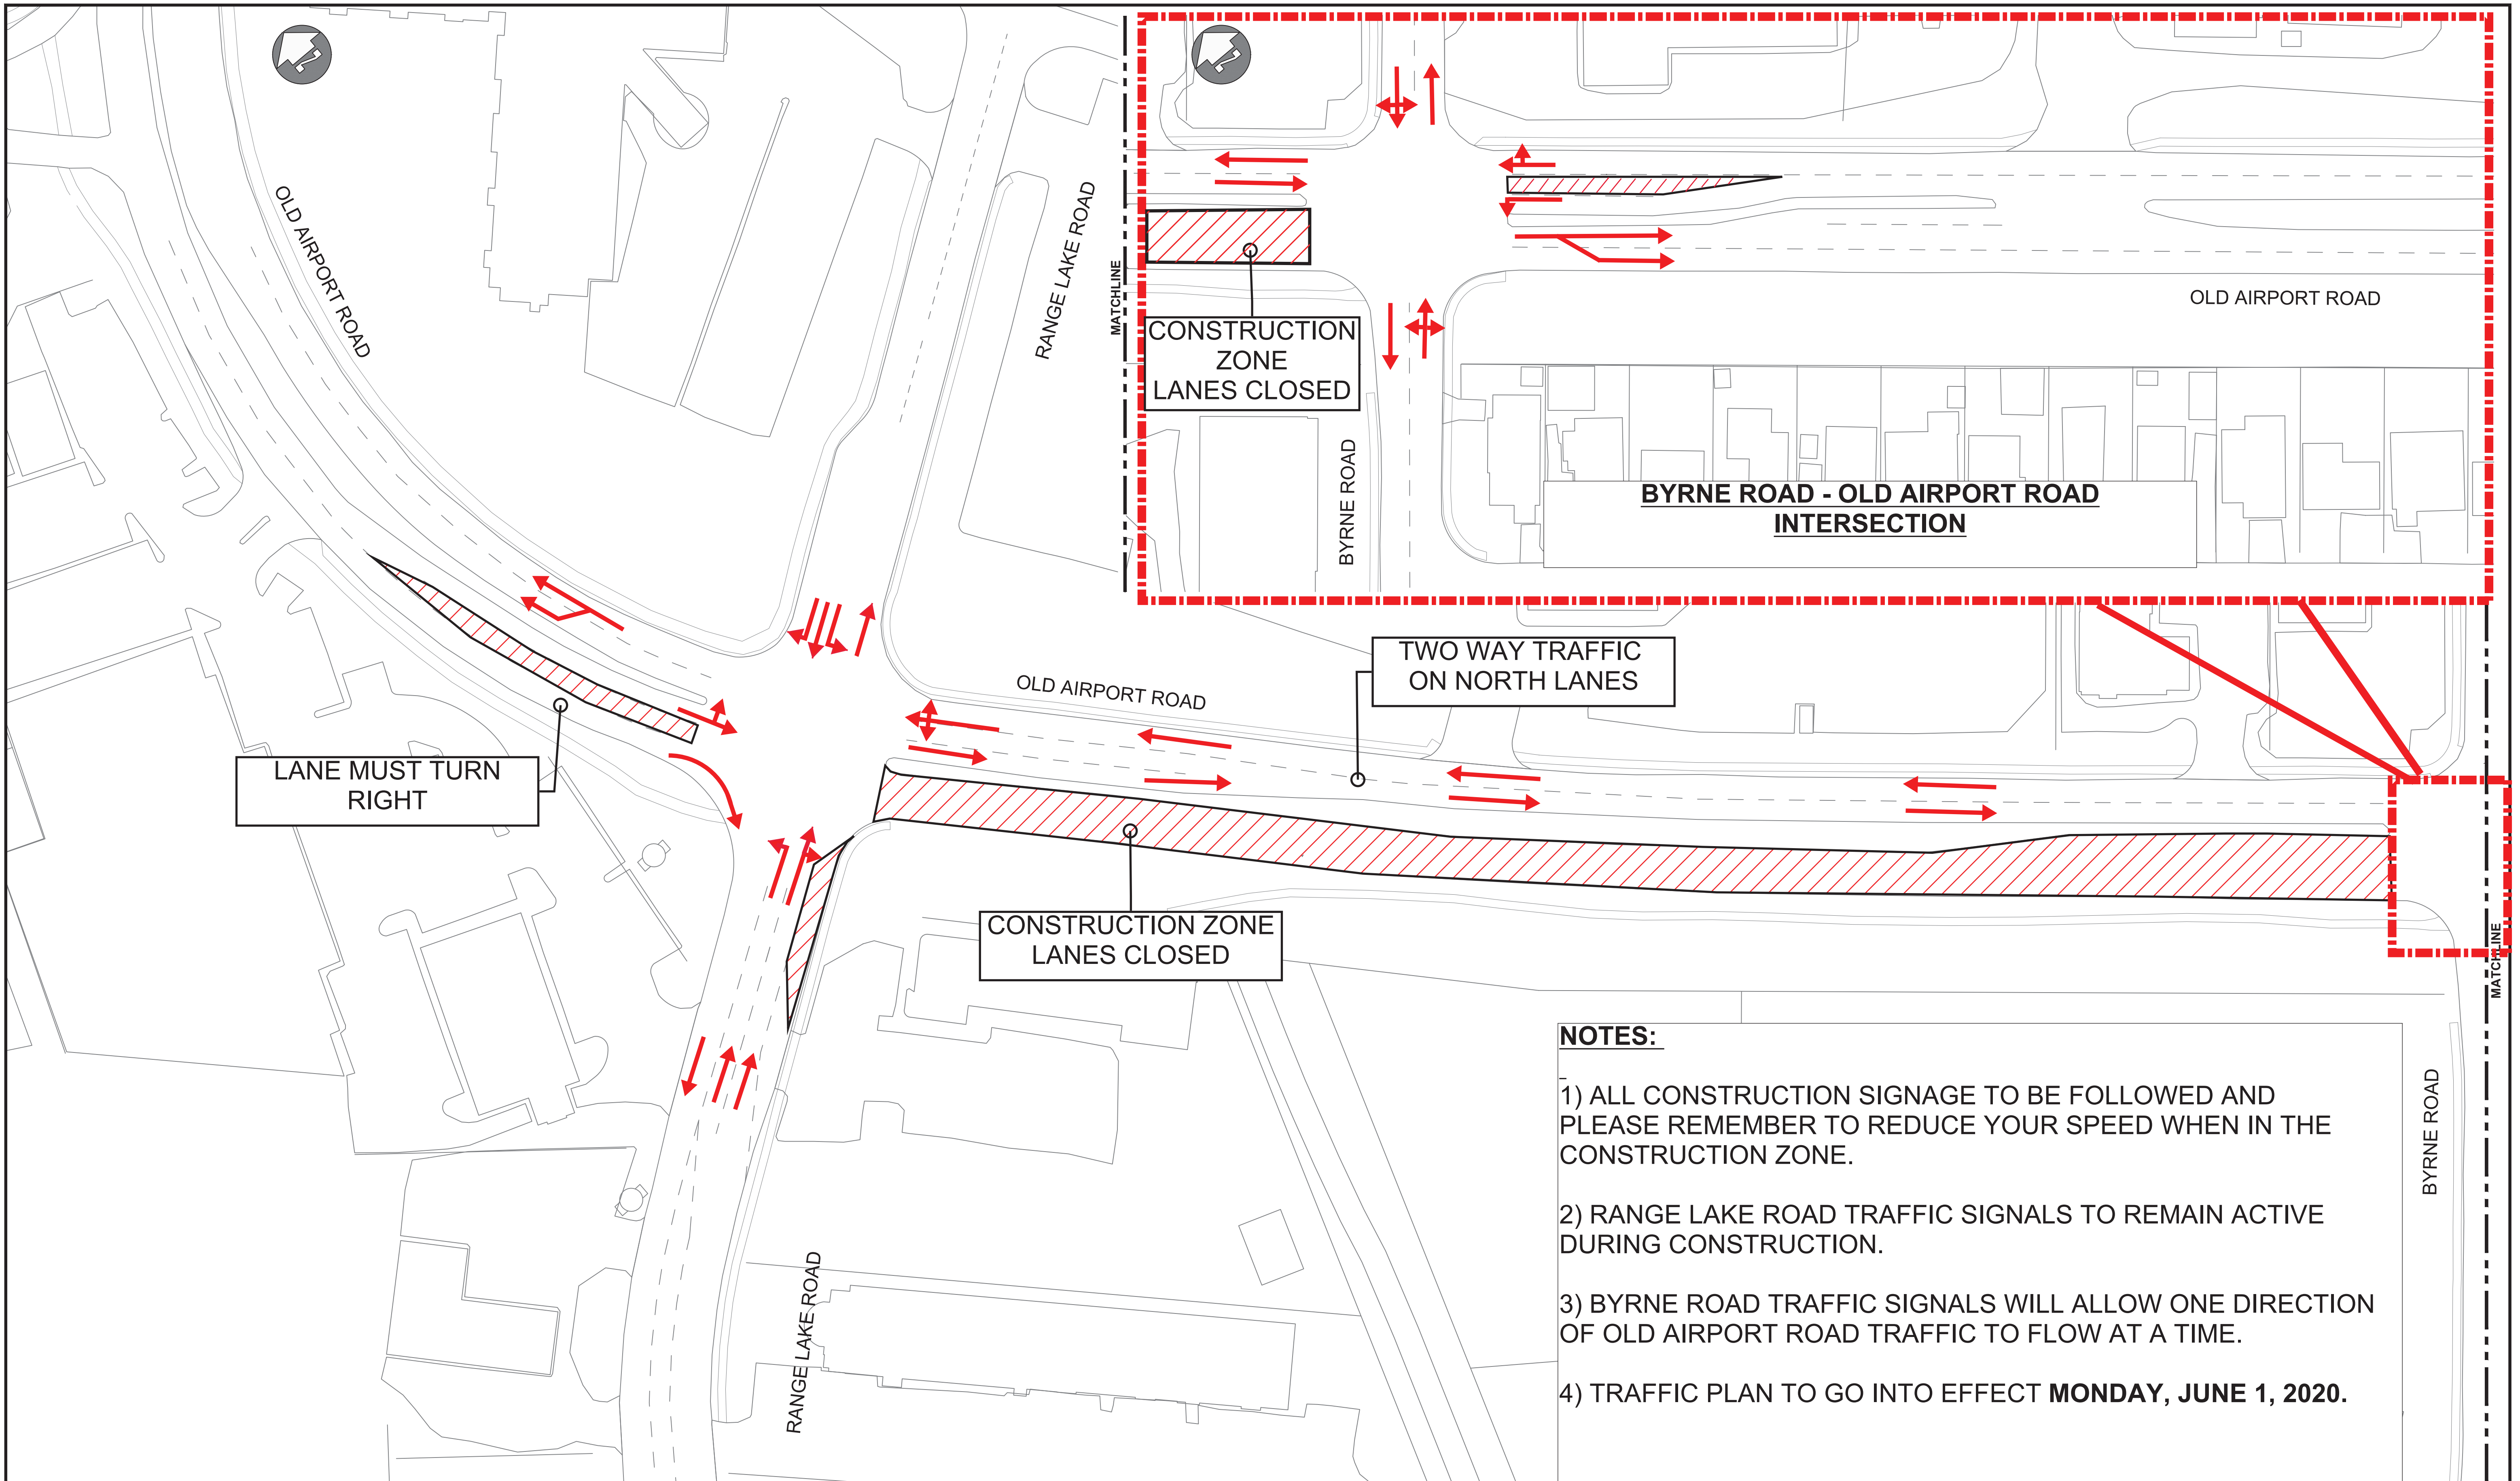 OLD AIRPORT ROAD
RANGE LAKE ROAD
MATCHLINE
CONSTRUCTION
ZONE
LANES CLOSED
OLD AIRPORT ROAD
BYRNE ROAD
BYRNE ROAD - OLD AIRPORT ROAD
INTERSECTION
TWO WAY TRAFFIC
ON NORTH LANES
OLD AIRPORT ROAD
LANE MUST TURN
RIGHT
CONSTRUCTION ZONE
LANES CLOSED
MATCHLINE
RANGE LAKE ROAD
BYRNE ROAD
NOTES:
1) ALL CONSTRUCTION SIGNAGE TO BE FOLLOWED AND
PLEASE REMEMBER TO REDUCE YOUR SPEED WHEN IN THE
CONSTRUCTION ZONE.
2) RANGE LAKE ROAD TRAFFIC SIGNALS TO REMAIN ACTIVE
DURING CONSTRUCTION.
3) BYRNE ROAD TRAFFIC SIGNALS WILL ALLOW ONE DIRECTION
OF OLD AIRPORT ROAD TRAFFIC TO FLOW AT A TIME.
4) TRAFFIC PLAN TO GO INTO EFFECT MONDAY, JUNE 1, 2020.